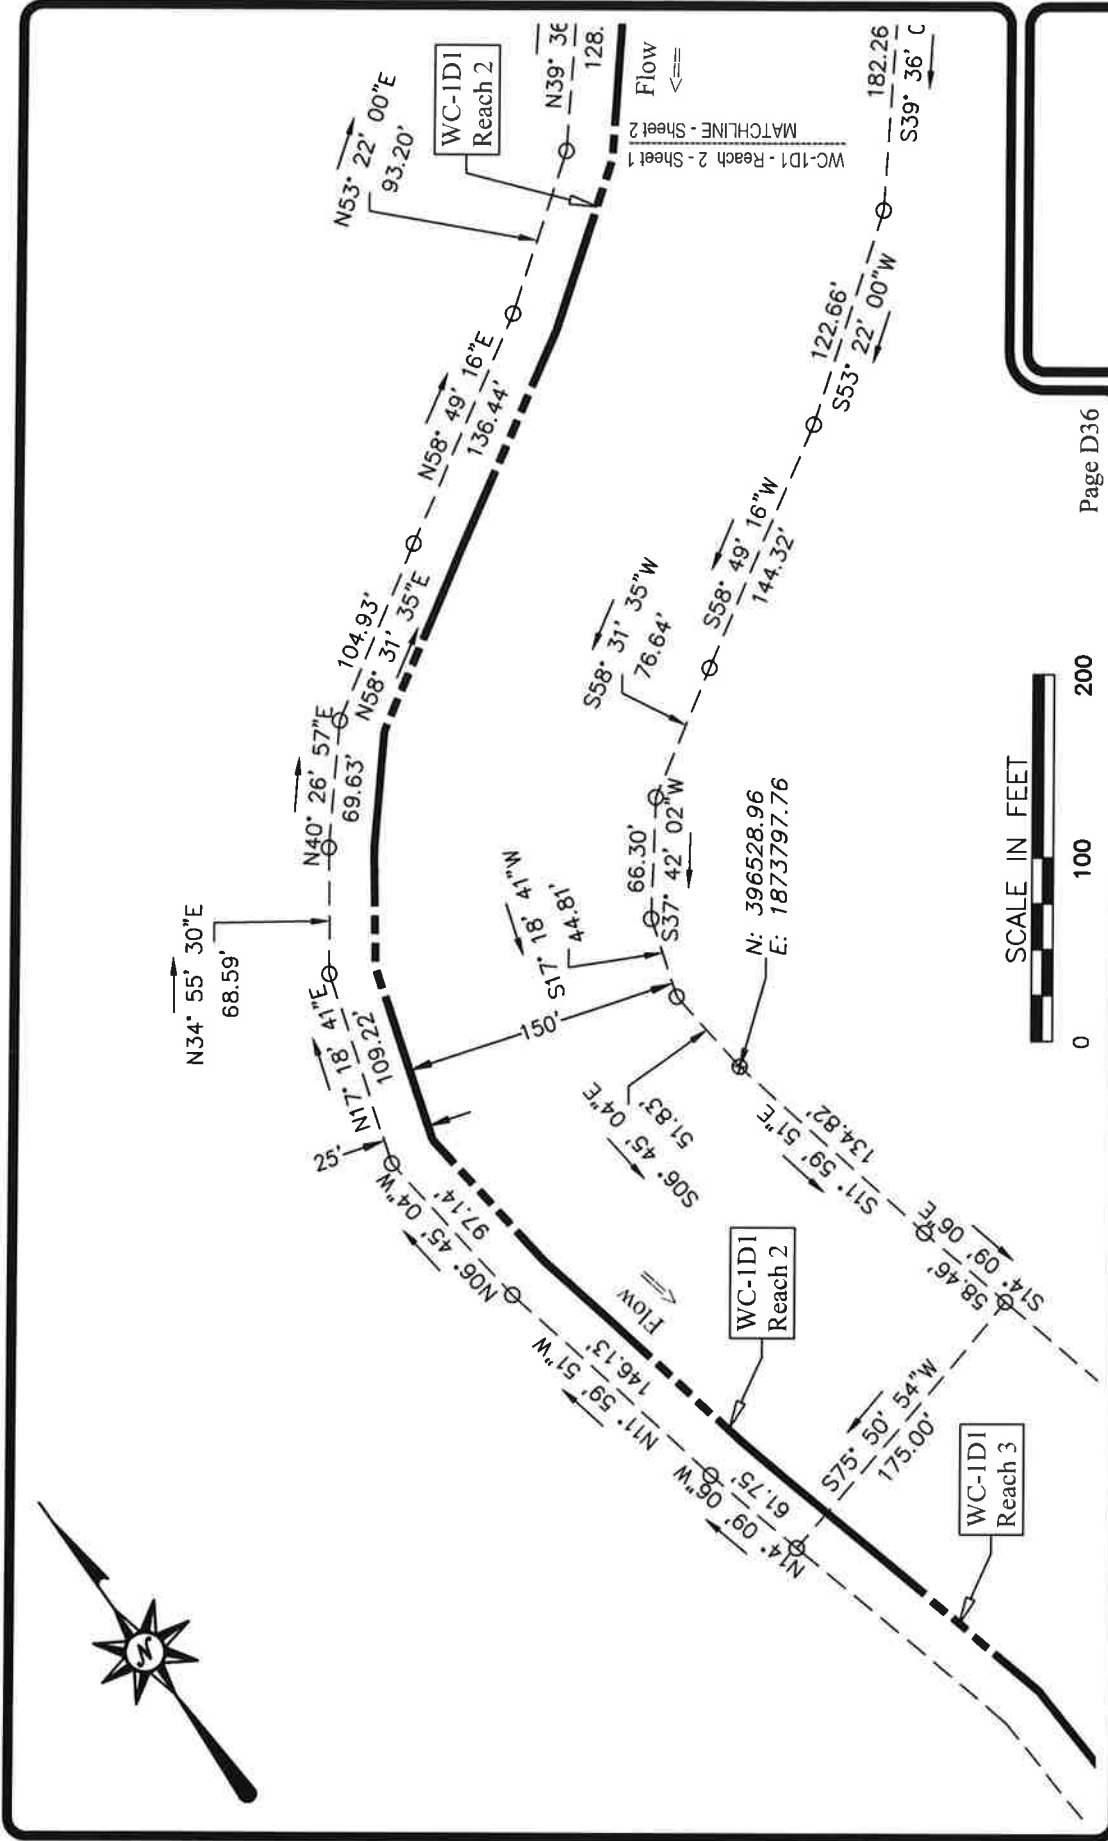 N53° 22' 00"E
93.20'
WC-1D1
Reach 2
N39° 36
128.
Flow
<==
WC-1D1 - Reach 2 - Sheet 1
MATCHLINE - Sheet 2
182.26
S39° 36'
N58° 49' 16"E
136.44'
122.66'
S53° 22' 00"W
104.93'
N58° 31' 35"E
S58° 49' 16"W
144.32'
S58° 31' 35"W
76.64'
N40° 26' 57"E
69.63'
N34° 55' 30"E
68.59'
66.30'
S37° 42' 02"W
S17° 18' 41"W
44.81'
N: 396528.96
E: 1873797.76
N17° 18' 41"E
109.22'
150'
25'
S06° 45' 04"E
51.83'
N06° 45' 04"W
97.14'
S11° 59' 51"E
134.82'
N11° 59' 51"W
146.13'
Flow
<==
WC-1D1
Reach 2
58.46'
S14° 09' 06"E
N14° 09' 06"W
61.75'
S75° 50' 54"W
175.00'
WC-1D1
Reach 3
N
SCALE IN FEET
0 100 200
Page D36